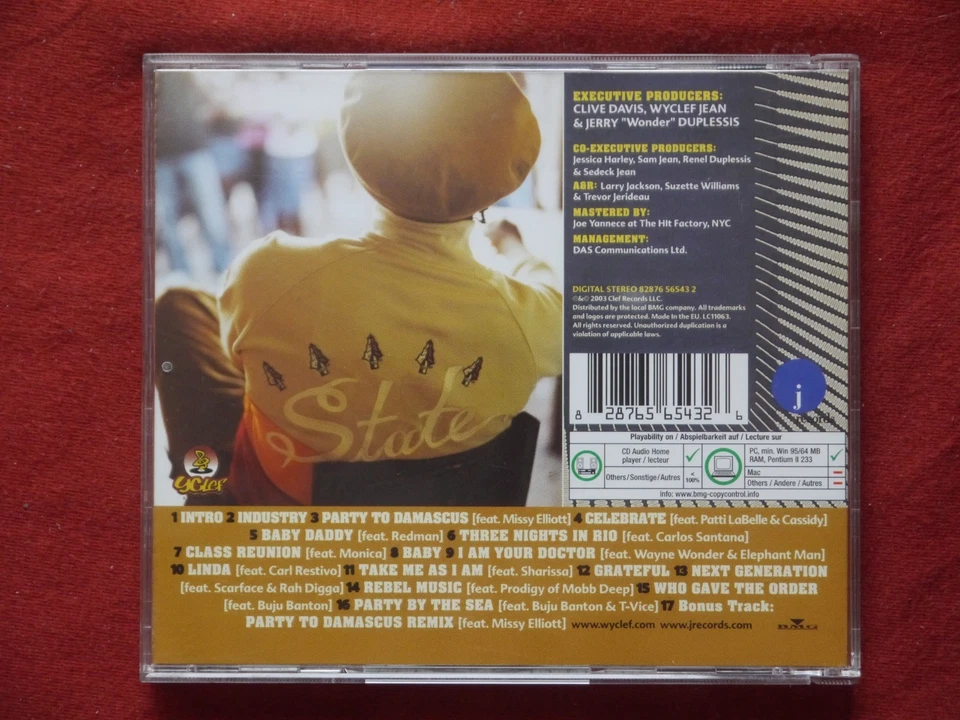 EXECUTIVE PRODUCERS:
CLIVE DAVIS, WYCLEF JEAN
& JERRY "Wonder" DUPLESSIS
CO-EXECUTIVE PRODUCERS:
Jessica Harley, Sam Jean, Renel Duplessis
& Sedeck Jean
A&R: Larry Jackson, Suzette Williams
& Trevor Jerideau
MASTERED BY:
Joe Yannece at The HIt Factory, NYC
MANAGEMENT:
DAS Communications Ltd.
DIGITAL STEREO 82876 56543 2
℗&© 2003 Clef Records LLC.
Distributed by the local BMG company. All trademarks
and logos are protected. Made In the EU. LC11063.
All rights reserved. Unauthorized duplication is a
violation of applicable laws.
8 28765 65432 6
j
records
Playability on / Abspielbarkeit auf / Lecture sur
CD Audio Home
player / lecteur
Others/Sonstige/Autres
< 100%
PC, min. Win 95/64 MB
RAM, Pentium II 233
Mac
Others / Andere / Autres
Info: www.bmg-copycontrol.info
State
yclef
1 INTRO 2 INDUSTRY 3 PARTY TO DAMASCUS [feat. Missy Elliott] 4 CELEBRATE [feat. Patti LaBelle & Cassidy]
5 BABY DADDY [feat. Redman] 6 THREE NIGHTS IN RIO [feat. Carlos Santana]
7 CLASS REUNION [feat. Monica] 8 BABY 9 I AM YOUR DOCTOR [feat. Wayne Wonder & Elephant Man]
10 LINDA [feat. Carl Restivo] 11 TAKE ME AS I AM [feat. Sharissa] 12 GRATEFUL 13 NEXT GENERATION
[feat. Scarface & Rah Digga] 14 REBEL MUSIC [feat. Prodigy of Mobb Deep] 15 WHO GAVE THE ORDER
[feat. Buju Banton] 16 PARTY BY THE SEA [feat. Buju Banton & T-Vice] 17 Bonus Track:
PARTY TO DAMASCUS REMIX [feat. Missy Elliott] www.wyclef.com www.jrecords.com BMG